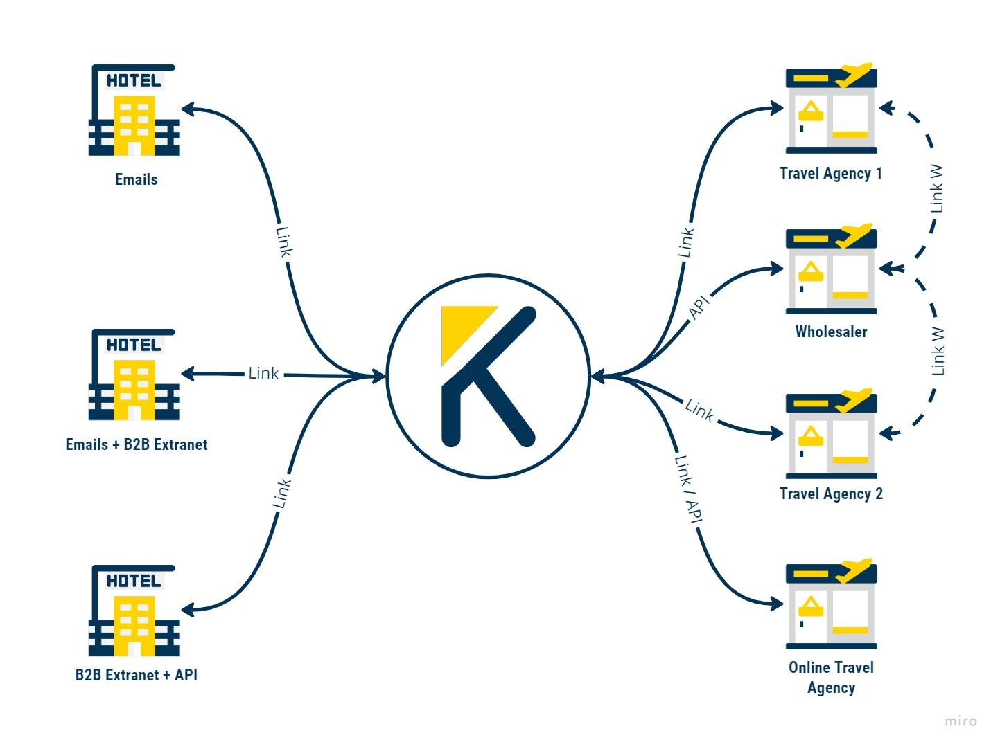 HOTEL
Emails
HOTEL
Emails + B2B Extranet
HOTEL
B2B Extranet + API
Link
Link
Link
K
Link
API
Link
Link / API
Travel Agency 1
Wholesaler
Travel Agency 2
Online Travel
Agency
Link W
Link W
miro